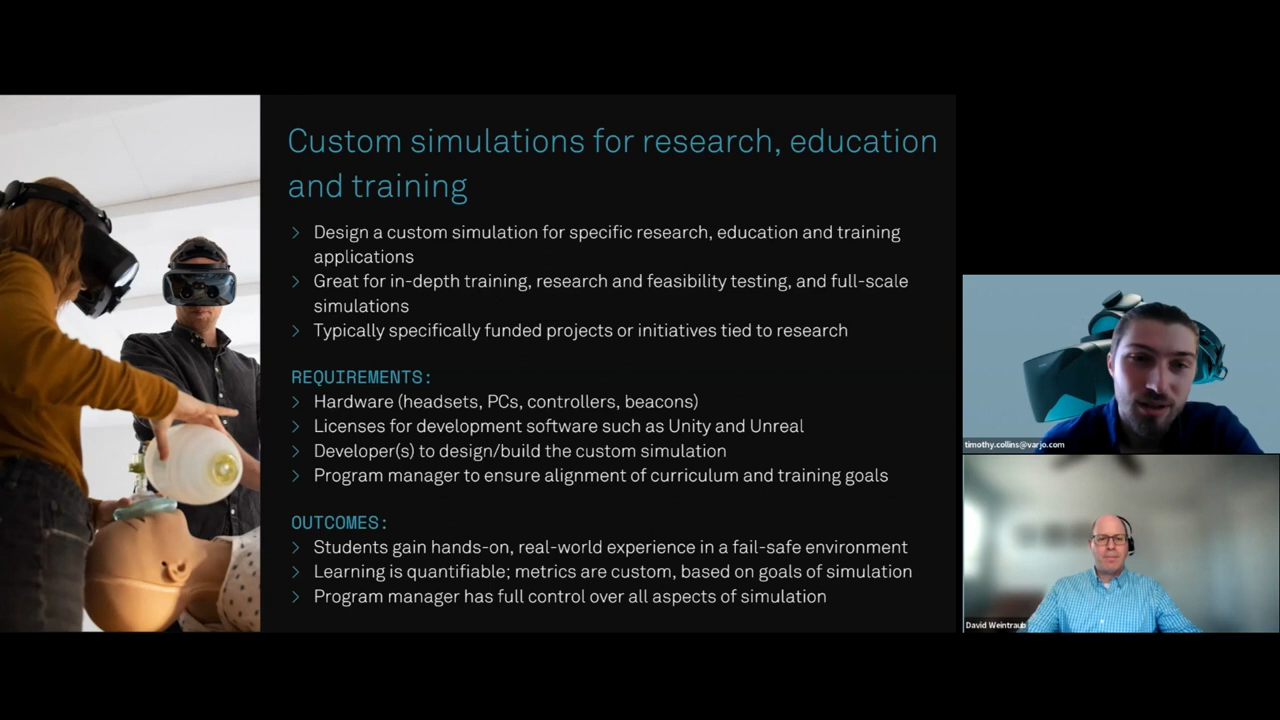 Custom simulations for research, education
and training
Design a custom simulation for specific research, education and training
applications
Great for in-depth training, research and feasibility testing, and full-scale
simulations
Typically specifically funded projects or initiatives tied to research
REQUIREMENTS:
Hardware (headsets, PCs, controllers, beacons)
Licenses for development software such as Unity and Unreal
Developer(s) to design/build the custom simulation
Program manager to ensure alignment of curriculum and training goals
OUTCOMES:
Students gain hands-on, real-world experience in a fail-safe environment
Learning is quantifiable; metrics are custom, based on goals of simulation
Program manager has full control over all aspects of simulation
timothy.collins@varjo.com
David Weintraub